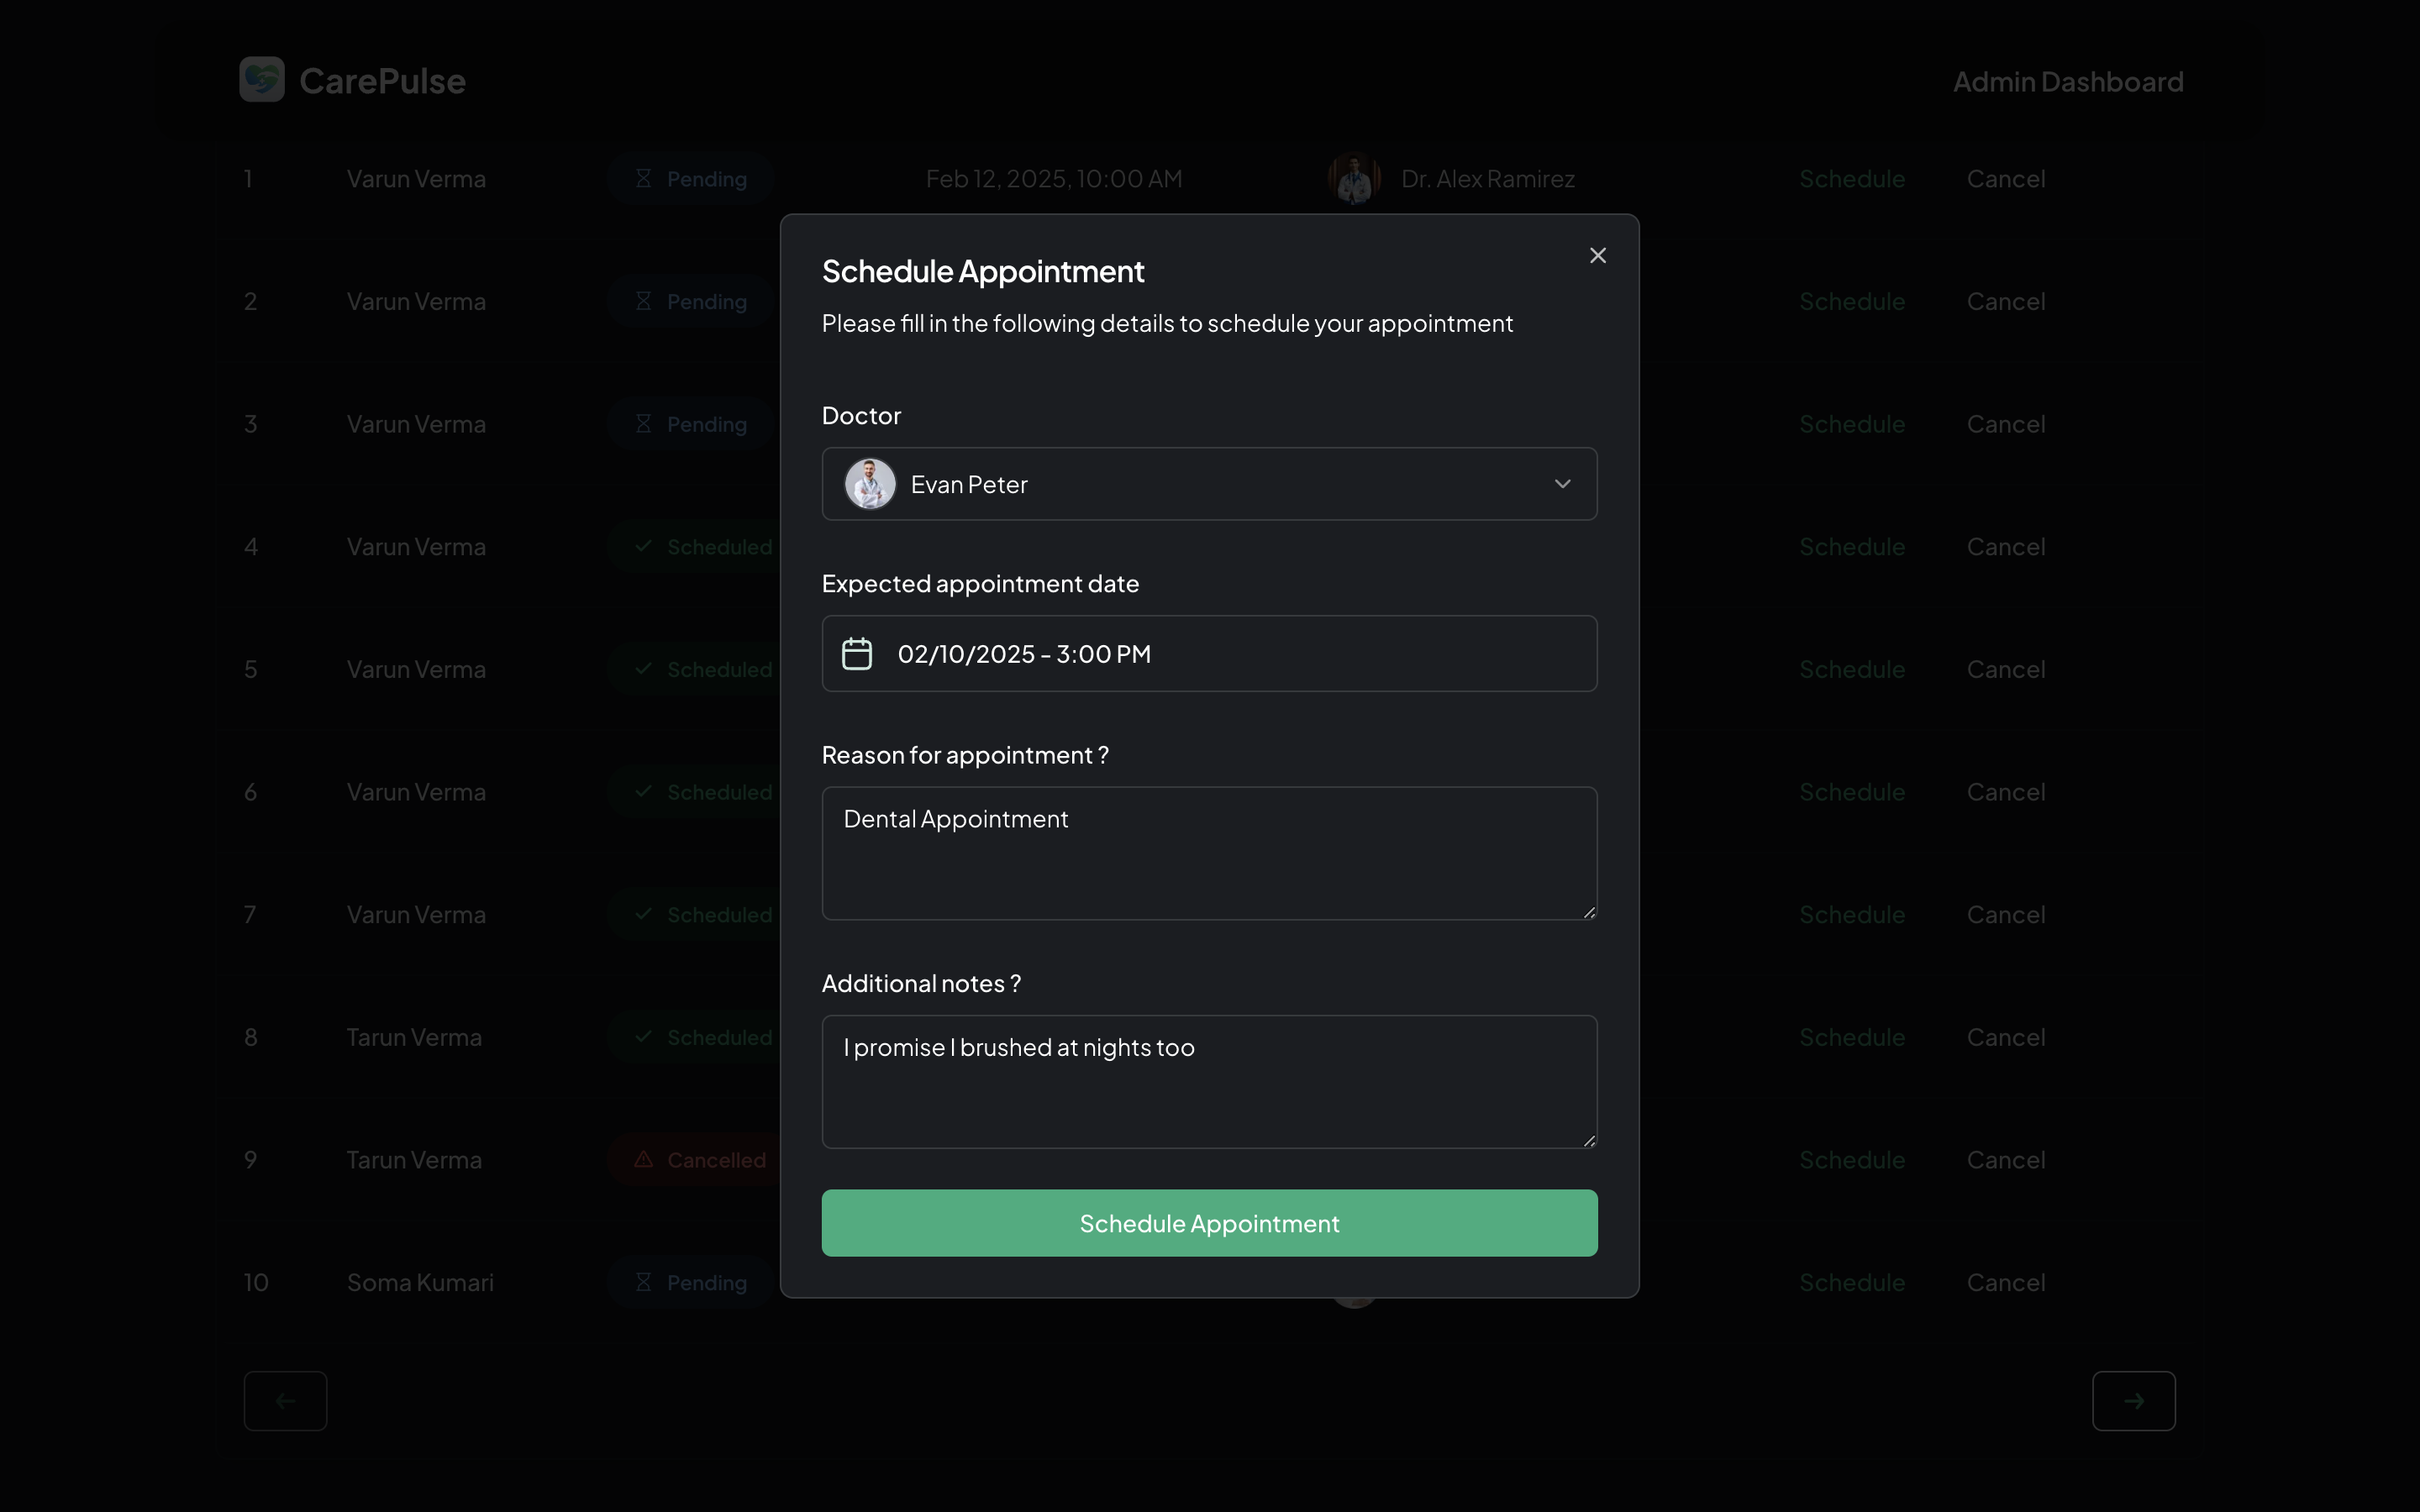 CarePulse
Admin Dashboard
1 Varun Verma Pending Feb 12, 2025, 10:00 AM Dr. Alex Ramirez Schedule Cancel
2 Varun Verma Pending Schedule Cancel
3 Varun Verma Pending Schedule Cancel
4 Varun Verma Scheduled Schedule Cancel
5 Varun Verma Scheduled Schedule Cancel
6 Varun Verma Scheduled Schedule Cancel
7 Varun Verma Scheduled Schedule Cancel
8 Tarun Verma Scheduled Schedule Cancel
9 Tarun Verma Cancelled Schedule Cancel
10 Soma Kumari Pending Schedule Cancel
Schedule Appointment
Please fill in the following details to schedule your appointment
Doctor
Evan Peter
Expected appointment date
02/10/2025 - 3:00 PM
Reason for appointment ?
Dental Appointment
Additional notes ?
I promise I brushed at nights too
Schedule Appointment